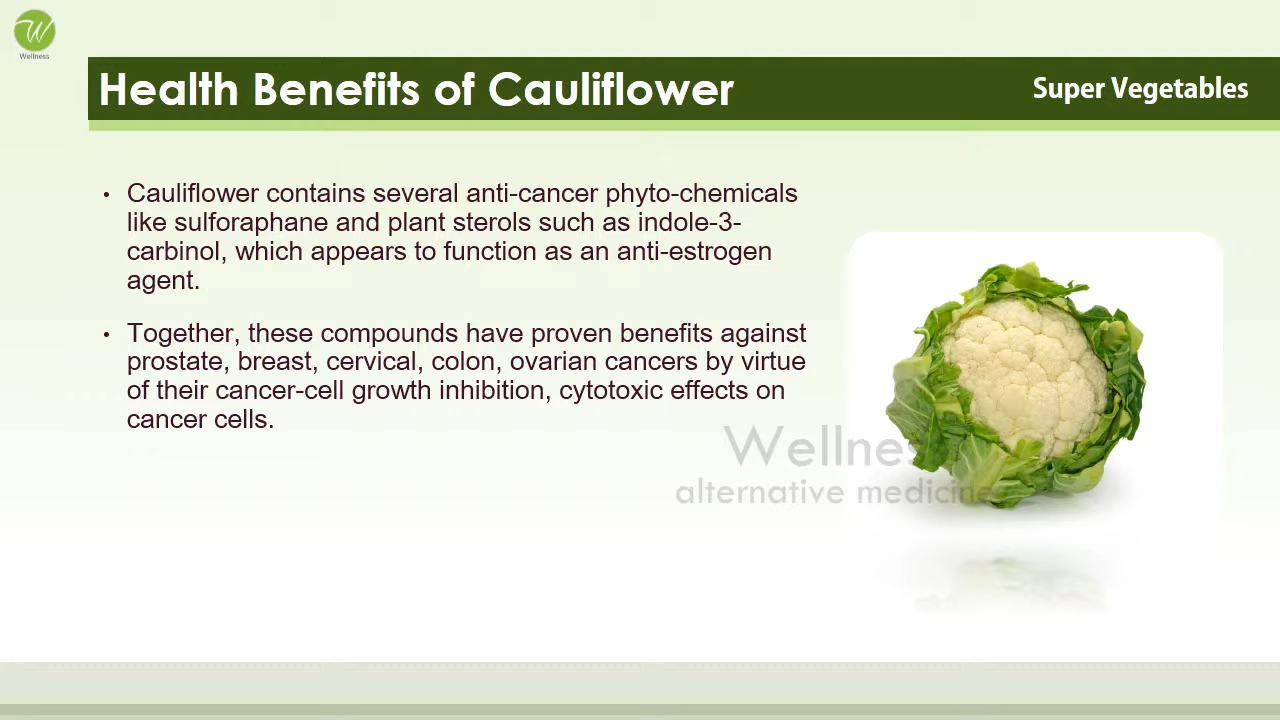 W
Wellness
Health Benefits of Cauliflower
Super Vegetables
• Cauliflower contains several anti-cancer phyto-chemicals
like sulforaphane and plant sterols such as indole-3-
carbinol, which appears to function as an anti-estrogen
agent.
• Together, these compounds have proven benefits against
prostate, breast, cervical, colon, ovarian cancers by virtue
of their cancer-cell growth inhibition, cytotoxic effects on
cancer cells.
Wellnes
alternative medicine